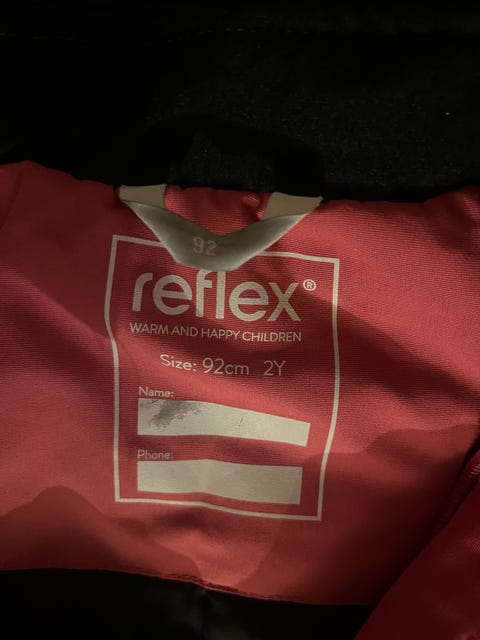 92
reflex®
WARM AND HAPPY CHILDREN
Size: 92cm 2Y
Name:
Phone: